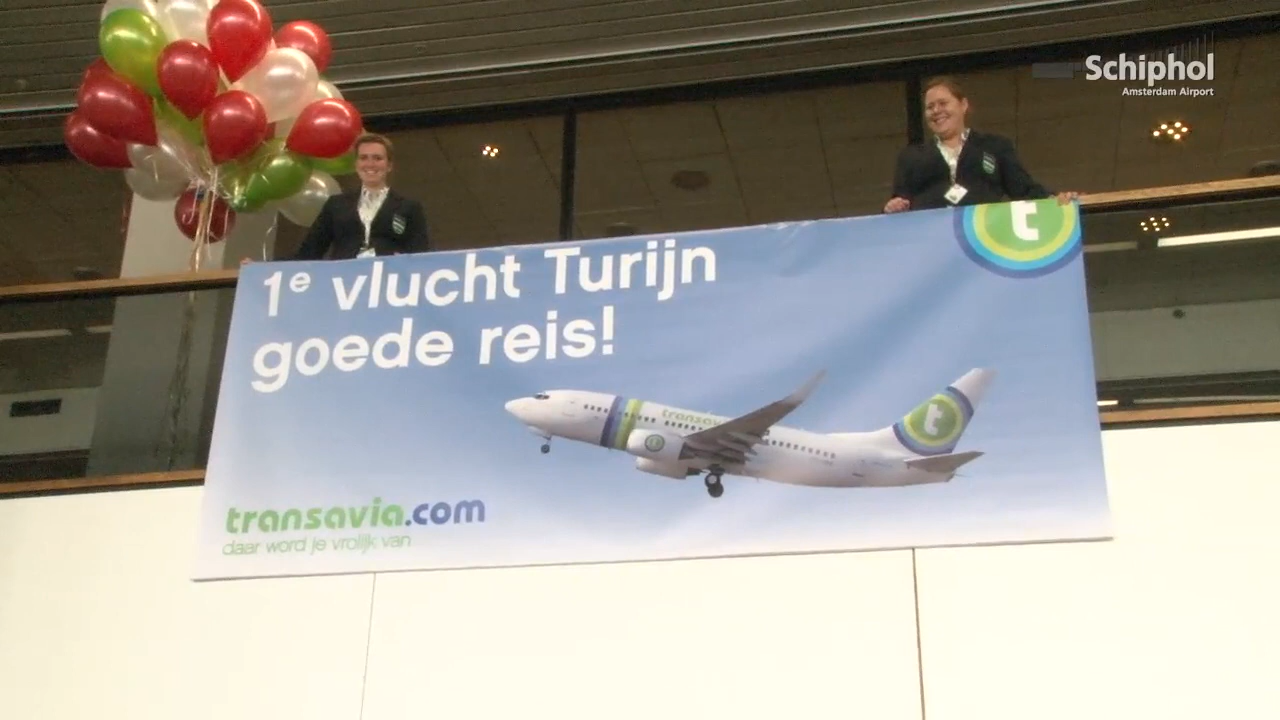 Schiphol
Amsterdam Airport
t
1e vlucht Turijn
goede reis!
transavia
t
t
transavia.com
daar word je vrolijk van